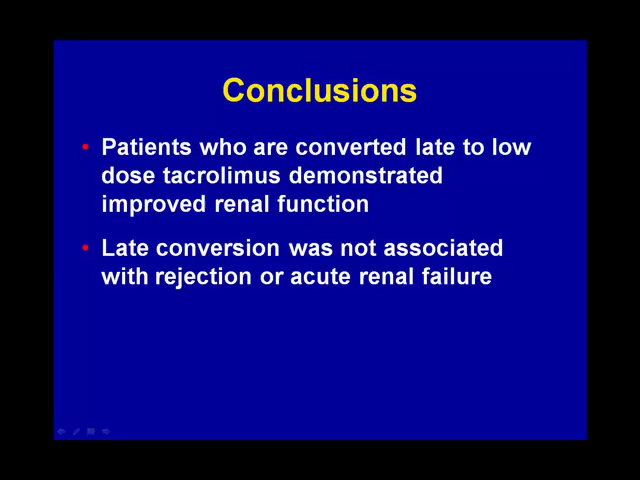 Conclusions
• Patients who are converted late to low
dose tacrolimus demonstrated
improved renal function
• Late conversion was not associated
with rejection or acute renal failure